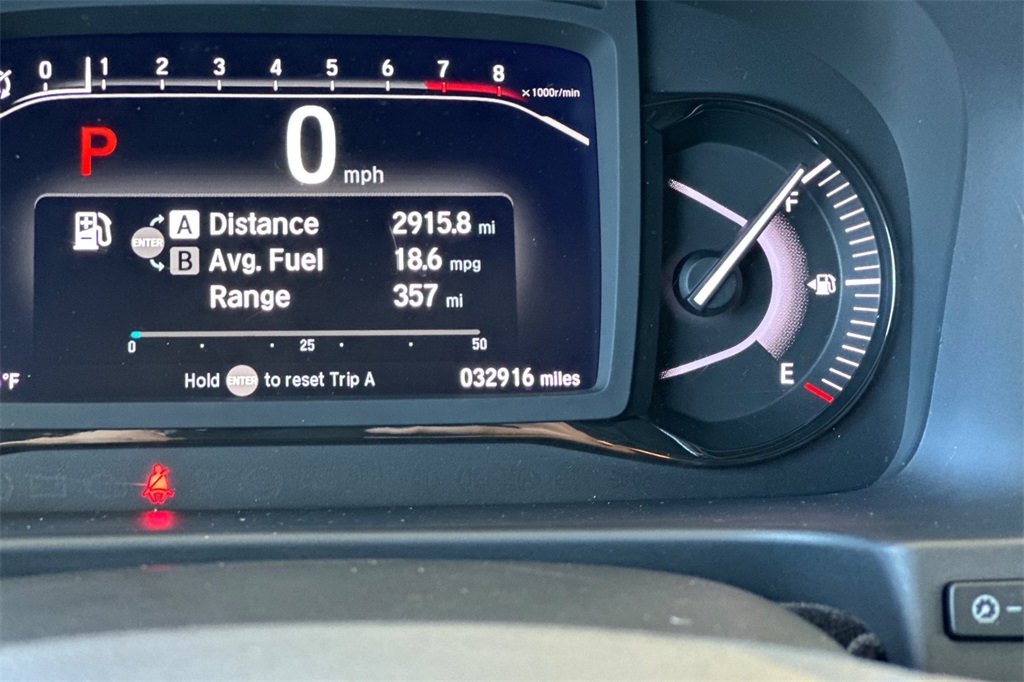 0 1 2 3 4 5 6 7 8
×1000r/min
P
0 mph
A Distance 2915.8 mi
ENTER
B Avg. Fuel 18.6 mpg
Range 357 mi
0 25 50
Hold ENTER to reset Trip A
°F
032916 miles
F
E